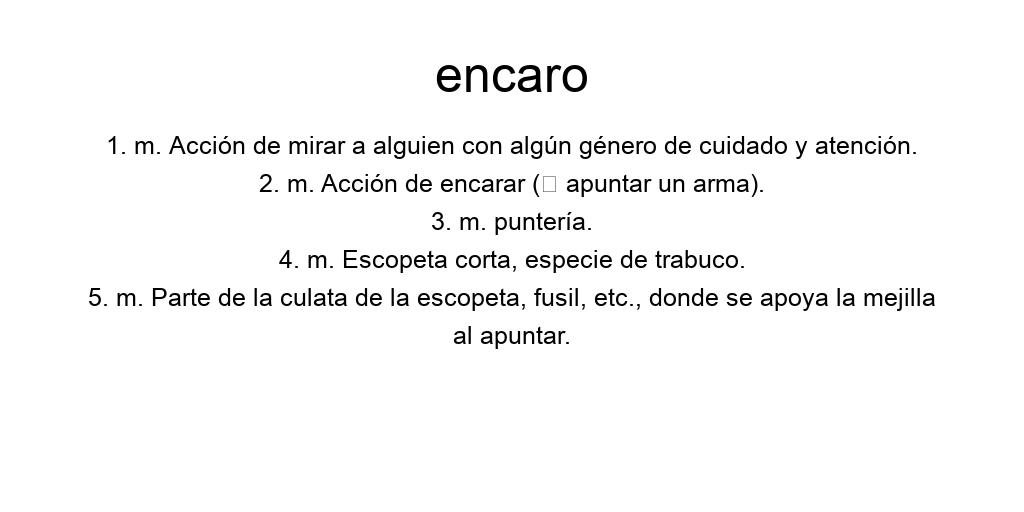 encaro
1. m. Acción de mirar a alguien con algún género de cuidado y atención.
2. m. Acción de encarar (□ apuntar un arma).
3. m. puntería.
4. m. Escopeta corta, especie de trabuco.
5. m. Parte de la culata de la escopeta, fusil, etc., donde se apoya la mejilla
al apuntar.